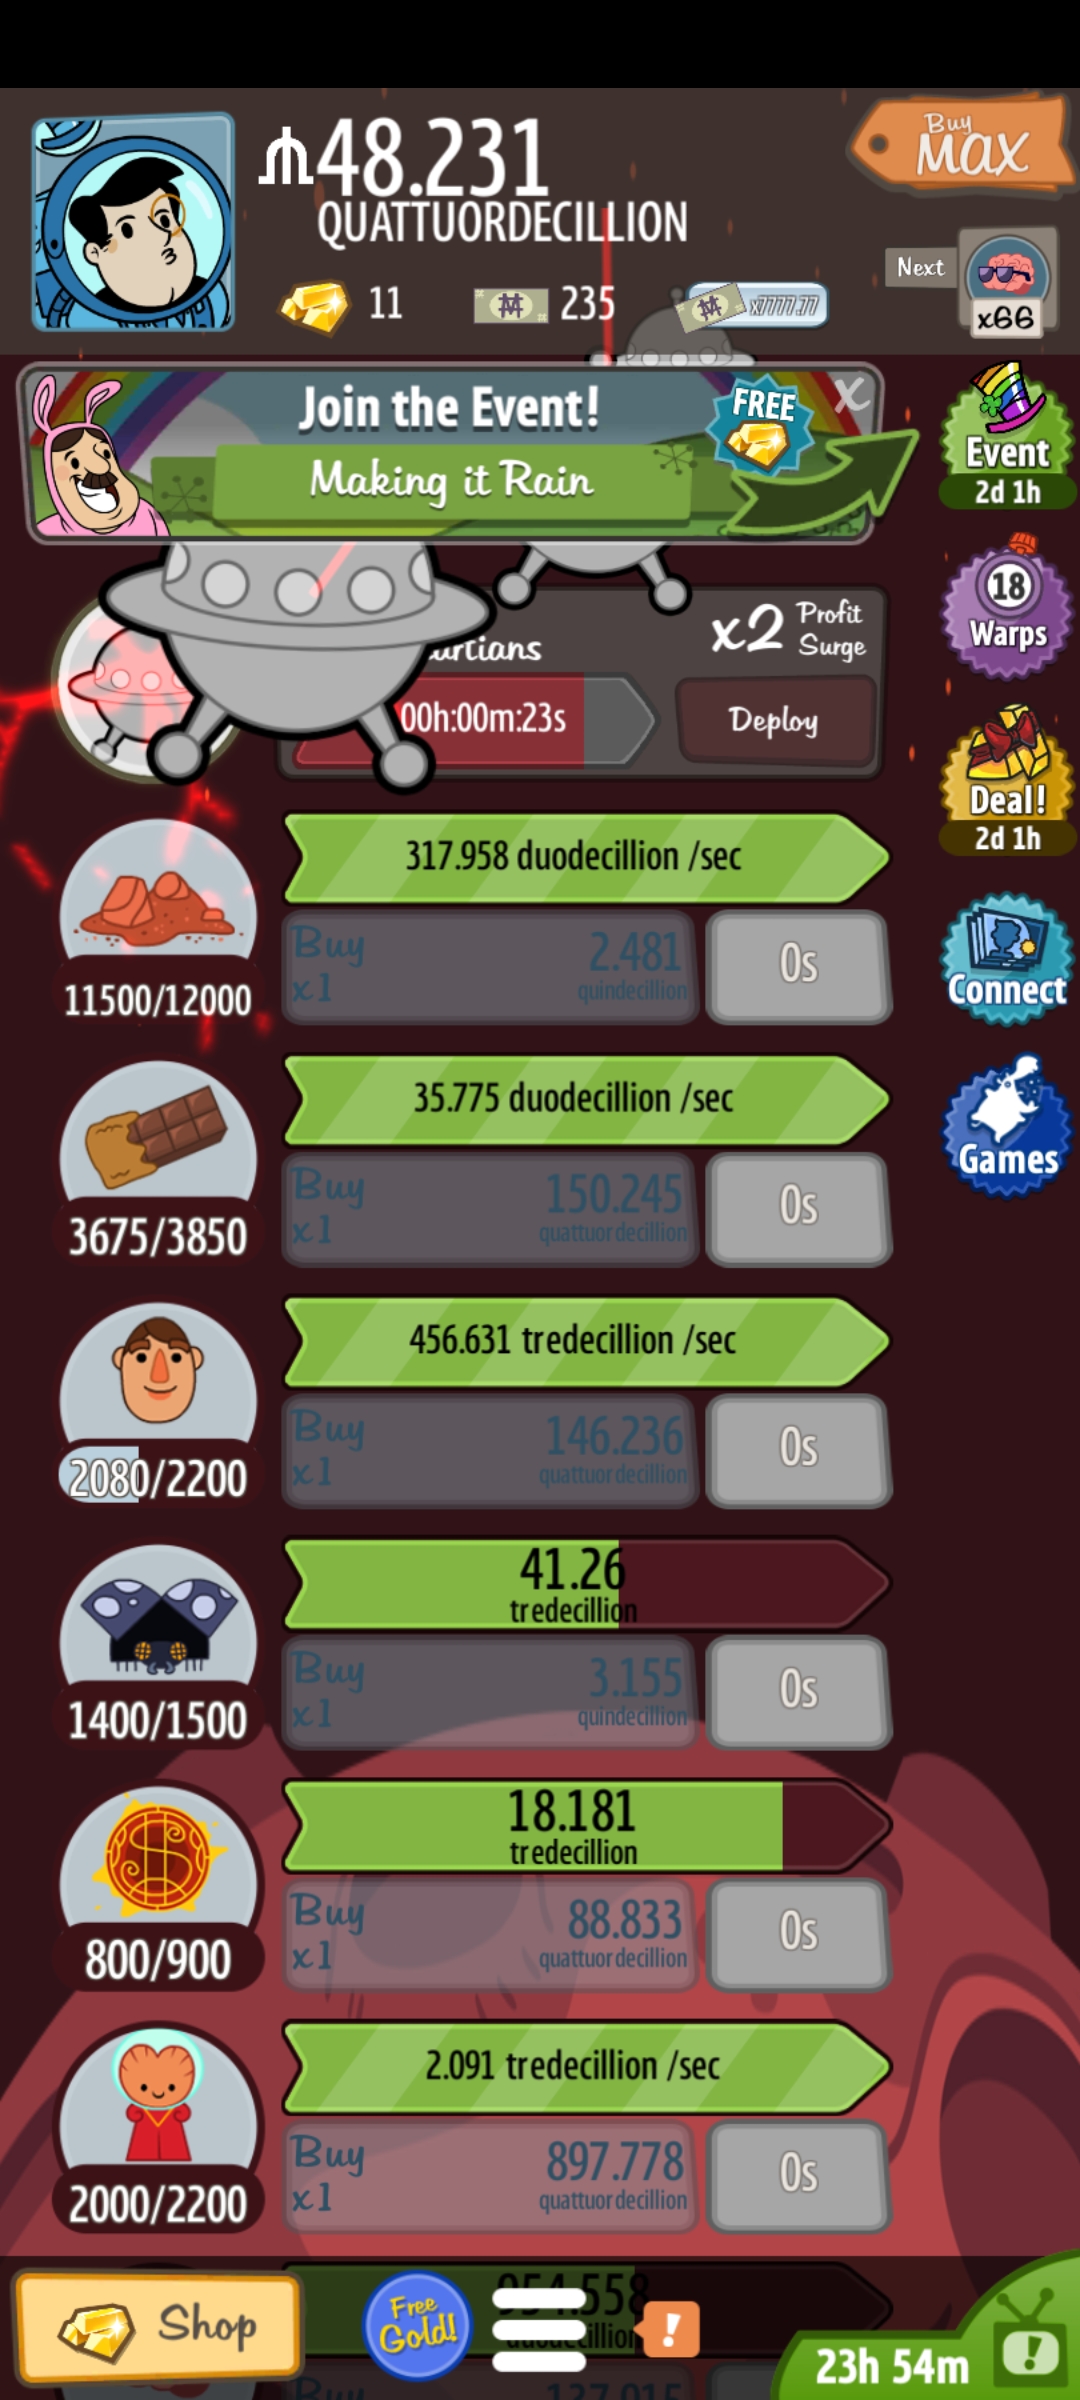 48.231
QUATTUORDECILLION
Buy
MAX
11
235
x7777.77
Next
x66
Join the Event!
FREE
X
Making it Rain
Event
2d 1h
18
Warps
x2 Profit
Surge
00h:00m:23s
Deploy
Deal!
2d 1h
317.958 duodecillion /sec
Buy
x1
2.481
quindecillion
0s
11500/12000
Connect
35.775 duodecillion /sec
Buy
x1
150.245
quattuordecillion
0s
3675/3850
Games
456.631 tredecillion /sec
Buy
x1
146.236
quattuordecillion
0s
2080/2200
41.26
tredecillion
Buy
x1
3.155
quindecillion
0s
1400/1500
18.181
tredecillion
Buy
x1
88.833
quattuordecillion
0s
800/900
2.091 tredecillion /sec
Buy
x1
897.778
quattuordecillion
0s
2000/2200
Shop
Free
Gold!
!
23h 54m
!